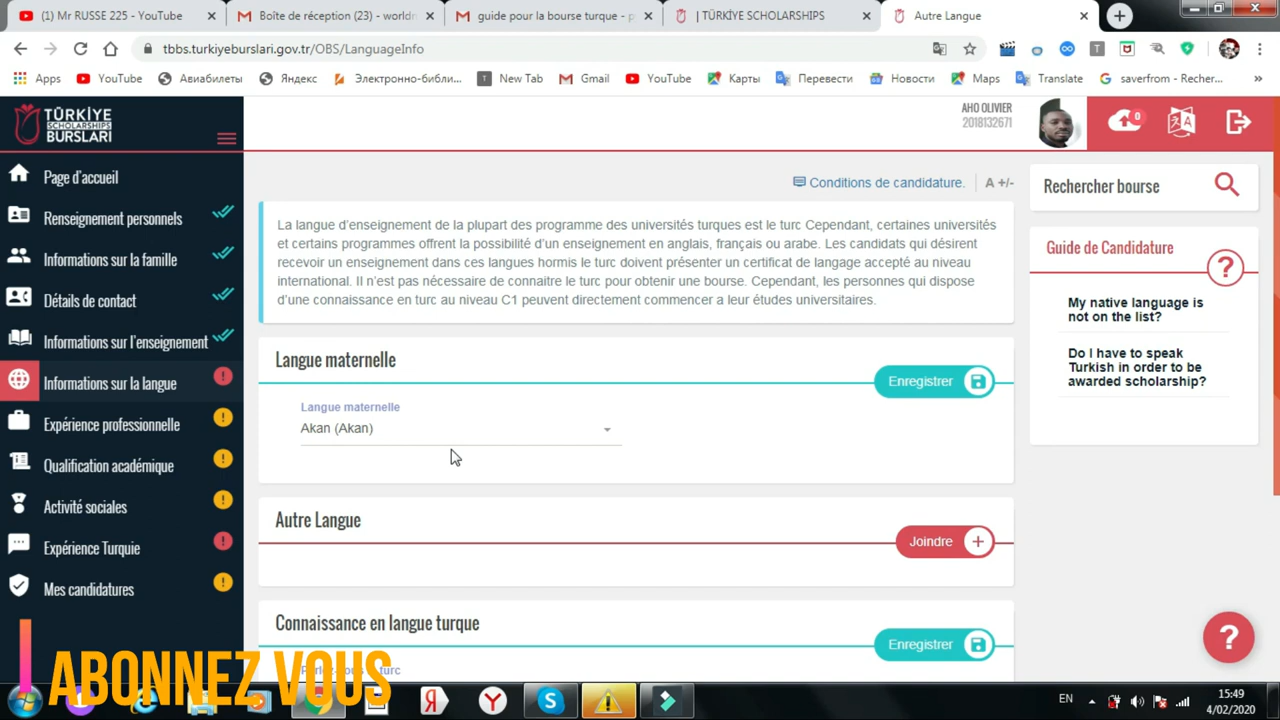 (1) Mr RUSSE 225 - YouTube
Boîte de réception (23) - worldn
guide pour la bourse turque - p
| TÜRKİYE SCHOLARSHIPS
Autre Langue
tbbs.turkiyeburslari.gov.tr/OBS/LanguageInfo
Apps
YouTube
Авиабилеты
Яндекс
Электронно-библи...
New Tab
Gmail
YouTube
Карты
Перевести
Новости
Maps
Translate
saverfrom - Recher...
»
TÜRKİYE
SCHOLARSHIPS
BURSLARI
AHO OLIVIER
2018132671
0
Page d'accueil
Renseignement personnels
Informations sur la famille
Détails de contact
Informations sur l'enseignement
Informations sur la langue
Expérience professionnelle
Qualification académique
Activité sociales
Expérience Turquie
Mes candidatures
Conditions de candidature.
A +/-
La langue d'enseignement de la plupart des programme des universités turques est le turc Cependant, certaines universités
et certains programmes offrent la possibilité d'un enseignement en anglais, français ou arabe. Les candidats qui désirent
recevoir un enseignement dans ces langues hormis le turc doivent présenter un certificat de langage accepté au niveau
international. Il n'est pas nécessaire de connaitre le turc pour obtenir une bourse. Cependant, les personnes qui dispose
d'une connaissance en turc au niveau C1 peuvent directement commencer a leur études universitaires.
Langue maternelle
Enregistrer
Langue maternelle
Akan (Akan)
Autre Langue
Joindre +
Connaissance en langue turque
Enregistrer
Rechercher bourse
Guide de Candidature
?
My native language is
not on the list?
Do I have to speak
Turkish in order to be
awarded scholarship?
?
ABONNEZ VOUS
EN
15:49
4/02/2020